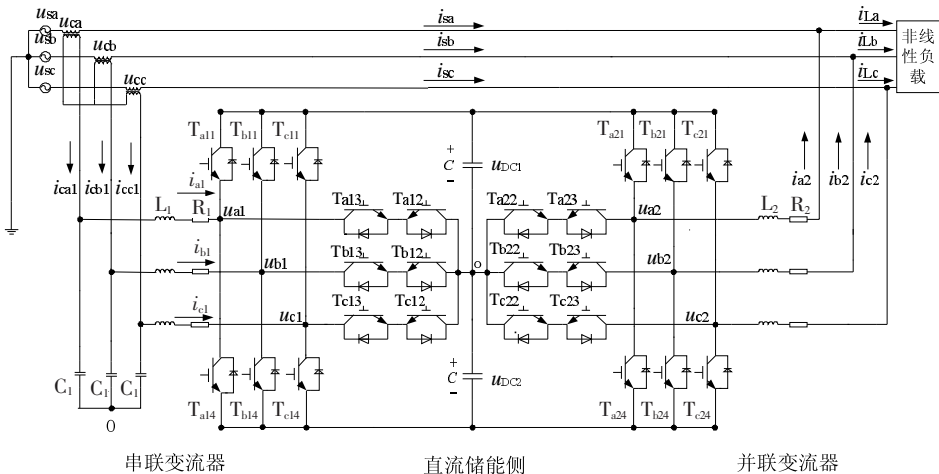 usa
uca
isa
iLa
usb
ucb
isb
iLb
非线
性负
载
usc
ucc
isc
iLc
Ta11 Tb11 Tc11
Ta21 Tb21 Tc21
+
C
−
uDC1
ica1 icb1 icc1
ia1
ia2 ib2 ic2
L1 R1
ua1
Ta13 Ta12
Ta22 Ta23
ua2
L2 R2
ib1
ub1
Tb13 Tb12
o
Tb22 Tb23
ub2
ic1
uc1
Tc13 Tc12
Tc22 Tc23
uc2
C1 C1 C1
+
C
−
uDC2
Ta14 Tb14 Tc14
Ta24 Tb24 Tc24
O
串联变流器
直流储能侧
并联变流器